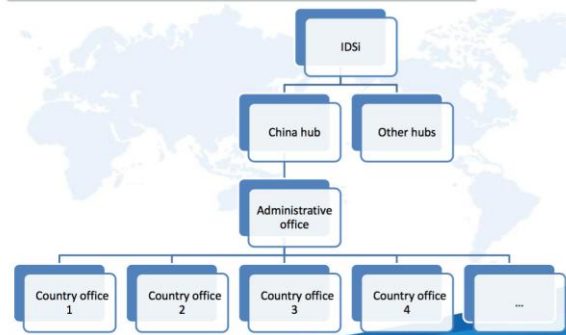 IDSi
China hub
Other hubs
Administrative
office
Country office
1
Country office
2
Country office
3
Country office
4
...